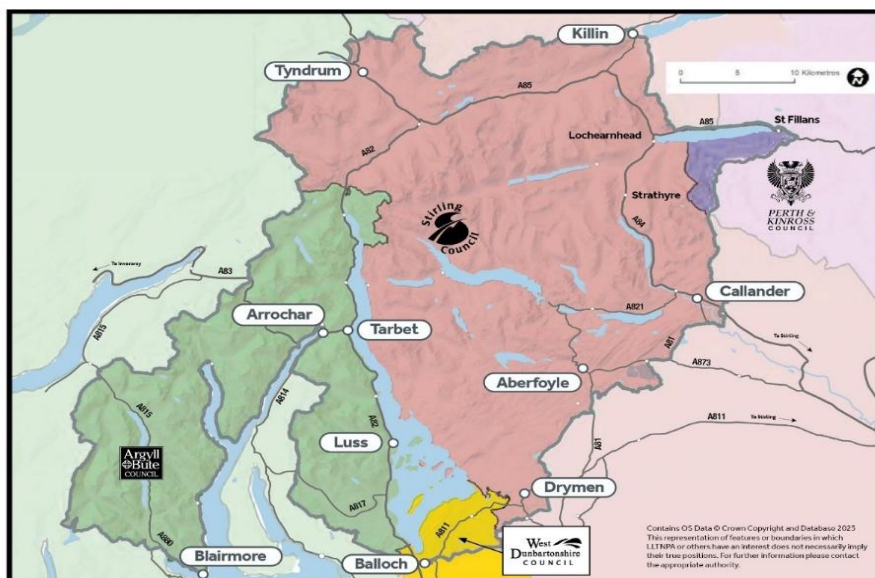 Killin
Tyndrum
0
5
10 Kilometres
N
A85
A82
Lochearnhead
A85
St Fillans
Strathyre
Stirling
Council
PERTH &
KINROSS
COUNCIL
A84
To Inveraray
A83
A815
A821
Callander
Arrochar
Tarbet
To Stirling
A81
A873
Aberfoyle
A814
A815
A82
A811
To Stirling
Luss
A81
Argyll
& Bute
COUNCIL
Drymen
A817
A811
A880
West
Dunbartonshire
COUNCIL
Blairmore
Balloch
Contains OS Data © Crown Copyright and Database 2025
This representation of features or boundaries in which
LLTNPA or others have an interest does not necessarily imply
their true positions. For further information please contact
the appropriate authority.